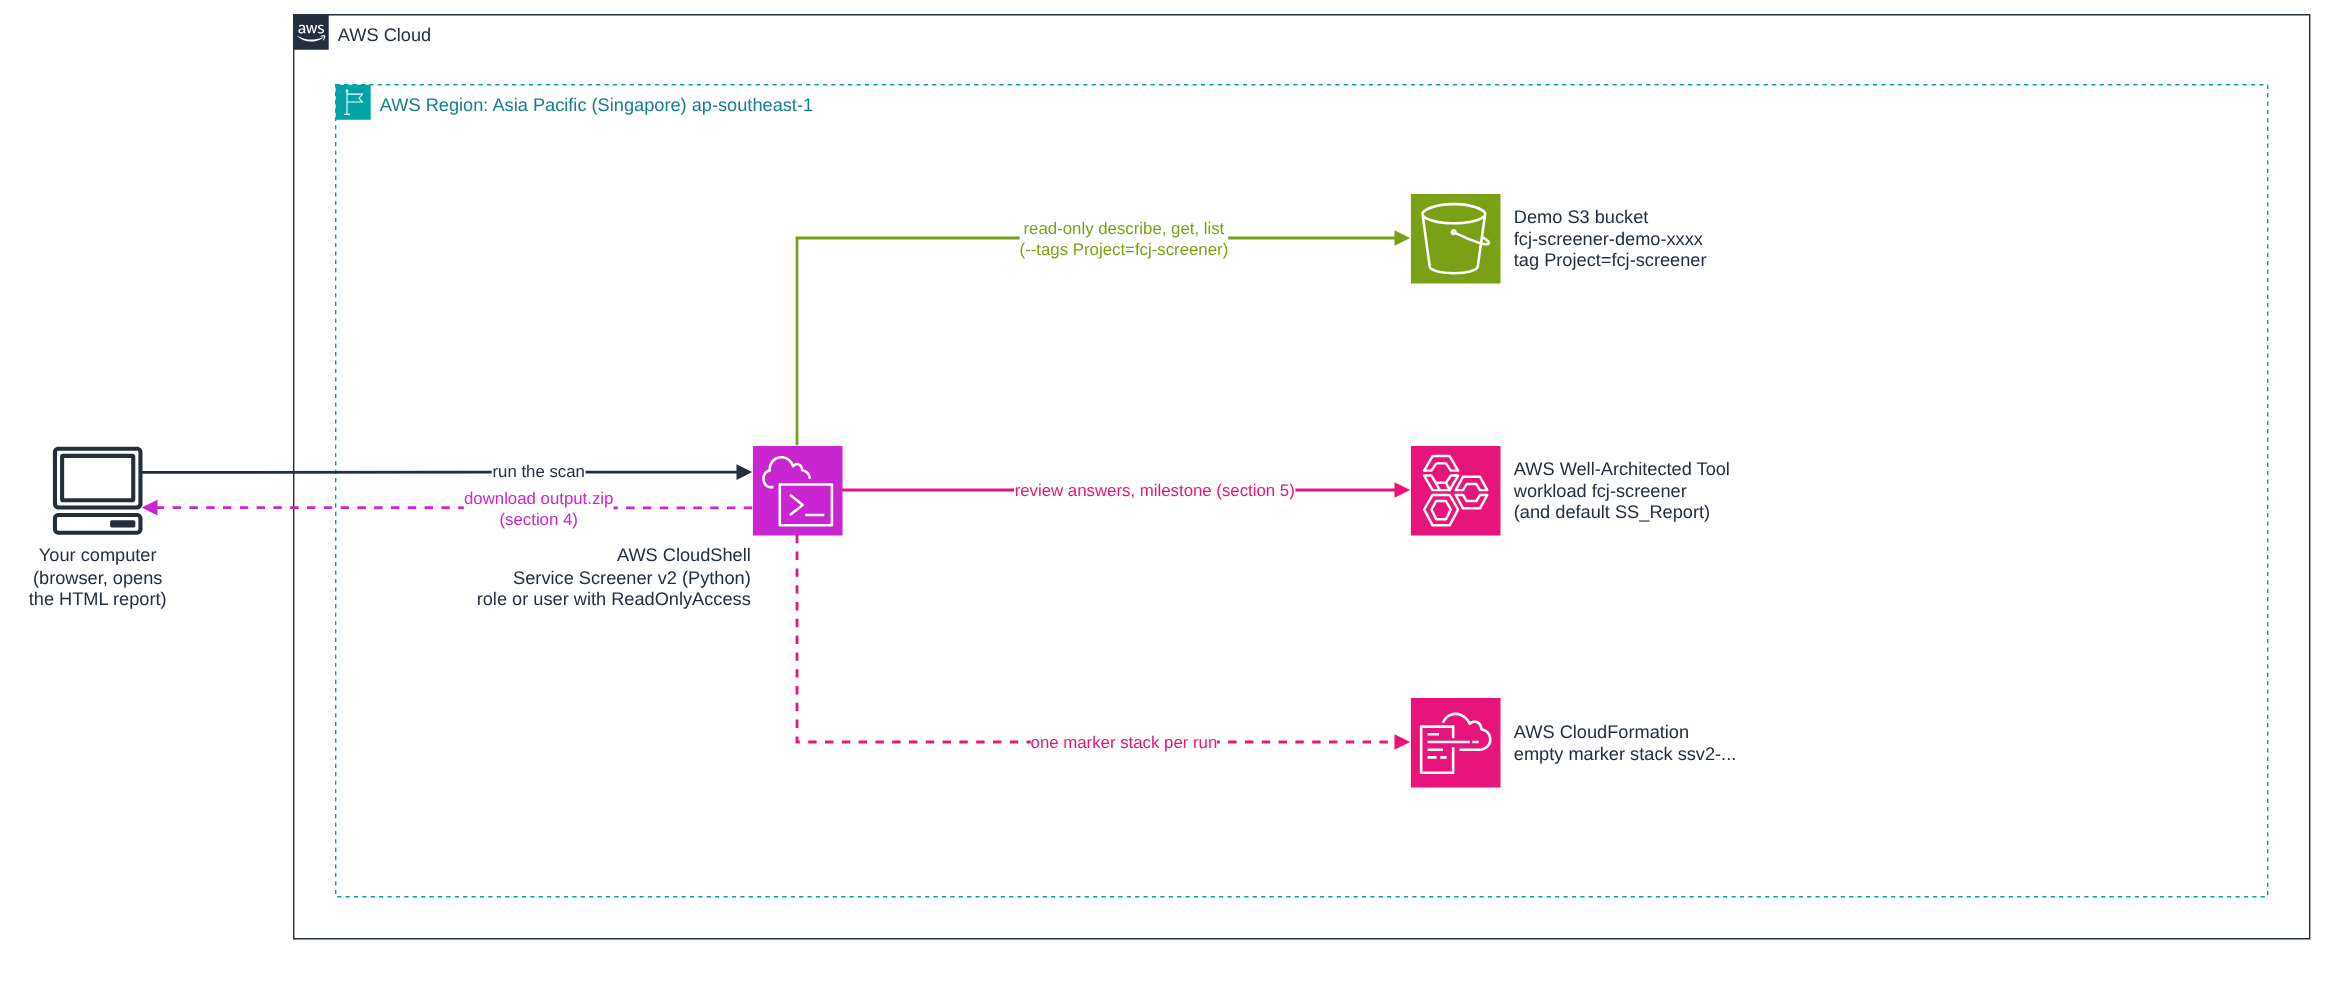 aws
AWS Cloud
AWS Region: Asia Pacific (Singapore) ap-southeast-1
read-only describe, get, list
(--tags Project=fcj-screener)
Demo S3 bucket
fcj-screener-demo-xxxx
tag Project=fcj-screener
run the scan
download output.zip
(section 4)
Your computer
(browser, opens
the HTML report)
AWS CloudShell
Service Screener v2 (Python)
role or user with ReadOnlyAccess
review answers, milestone (section 5)
AWS Well-Architected Tool
workload fcj-screener
(and default SS_Report)
one marker stack per run
AWS CloudFormation
empty marker stack ssv2-...